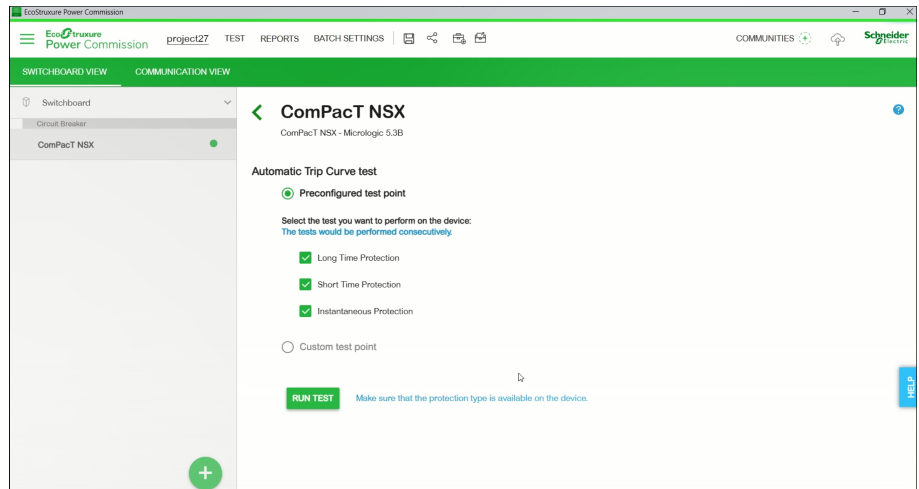 EcoStruxure Power Commission
EcoStruxure
Power Commission
project27 TEST REPORTS BATCH SETTINGS COMMUNITIES
Schneider
Electric
SWITCHBOARD VIEW COMMUNICATION VIEW
Switchboard
Circuit Breaker
ComPacT NSX
ComPacT NSX
ComPacT NSX - Micrologic 5.3B
Automatic Trip Curve test
Preconfigured test point
Select the test you want to perform on the device:
The tests would be performed consecutively.
Long Time Protection
Short Time Protection
Instantaneous Protection
Custom test point
RUN TEST Make sure that the protection type is available on the device.
HELP